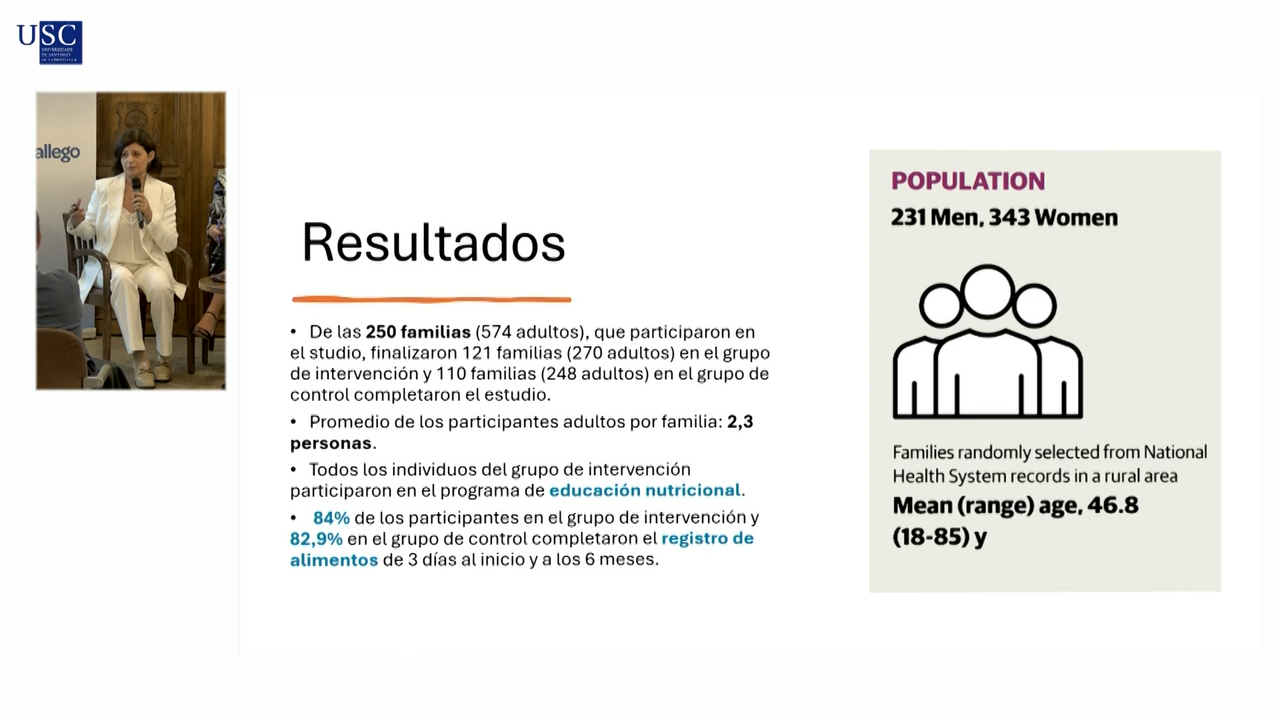 USC
UNIVERSIDADE
DE SANTIAGO
DE COMPOSTELA
allego
Resultados
• De las 250 familias (574 adultos), que participaron en
el studio, finalizaron 121 familias (270 adultos) en el grupo
de intervención y 110 familias (248 adultos) en el grupo de
control completaron el estudio.
• Promedio de los participantes adultos por familia: 2,3
personas.
• Todos los individuos del grupo de intervención
participaron en el programa de educación nutricional.
• 84% de los participantes en el grupo de intervención y
82,9% en el grupo de control completaron el registro de
alimentos de 3 días al inicio y a los 6 meses.
POPULATION
231 Men, 343 Women
Families randomly selected from National
Health System records in a rural area
Mean (range) age, 46.8
(18-85) y